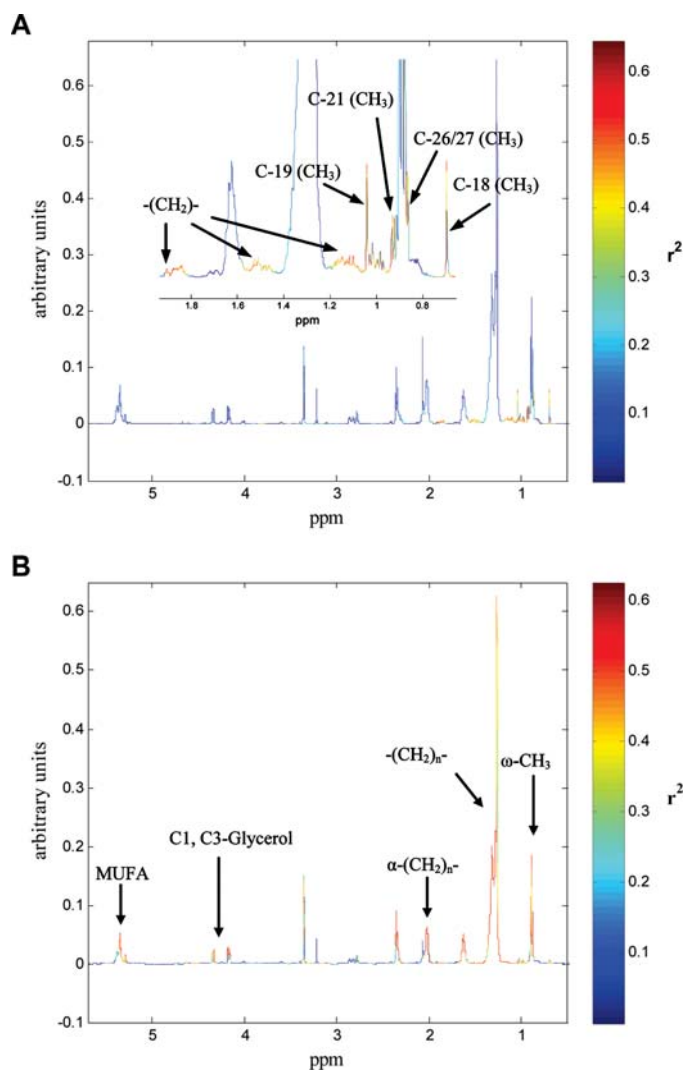 A
0.6
0.5
0.4
0.3
0.2
0.1
0
-0.1
arbitrary units
5
4
3
2
1
ppm
C-21 (CH₃)
C-26/27 (CH₃)
C-19 (CH₃)
C-18 (CH₃)
-(CH₂)-
1.8
1.6
1.4
1.2
1
0.8
ppm
0.6
0.5
0.4
0.3
0.2
0.1
r²
B
0.6
0.5
0.4
0.3
0.2
0.1
0
-0.1
arbitrary units
5
4
3
2
1
ppm
-(CH₂)ₙ-
ω-CH₃
C1, C3-Glycerol
α-(CH₂)ₙ-
MUFA
0.6
0.5
0.4
0.3
0.2
0.1
r²